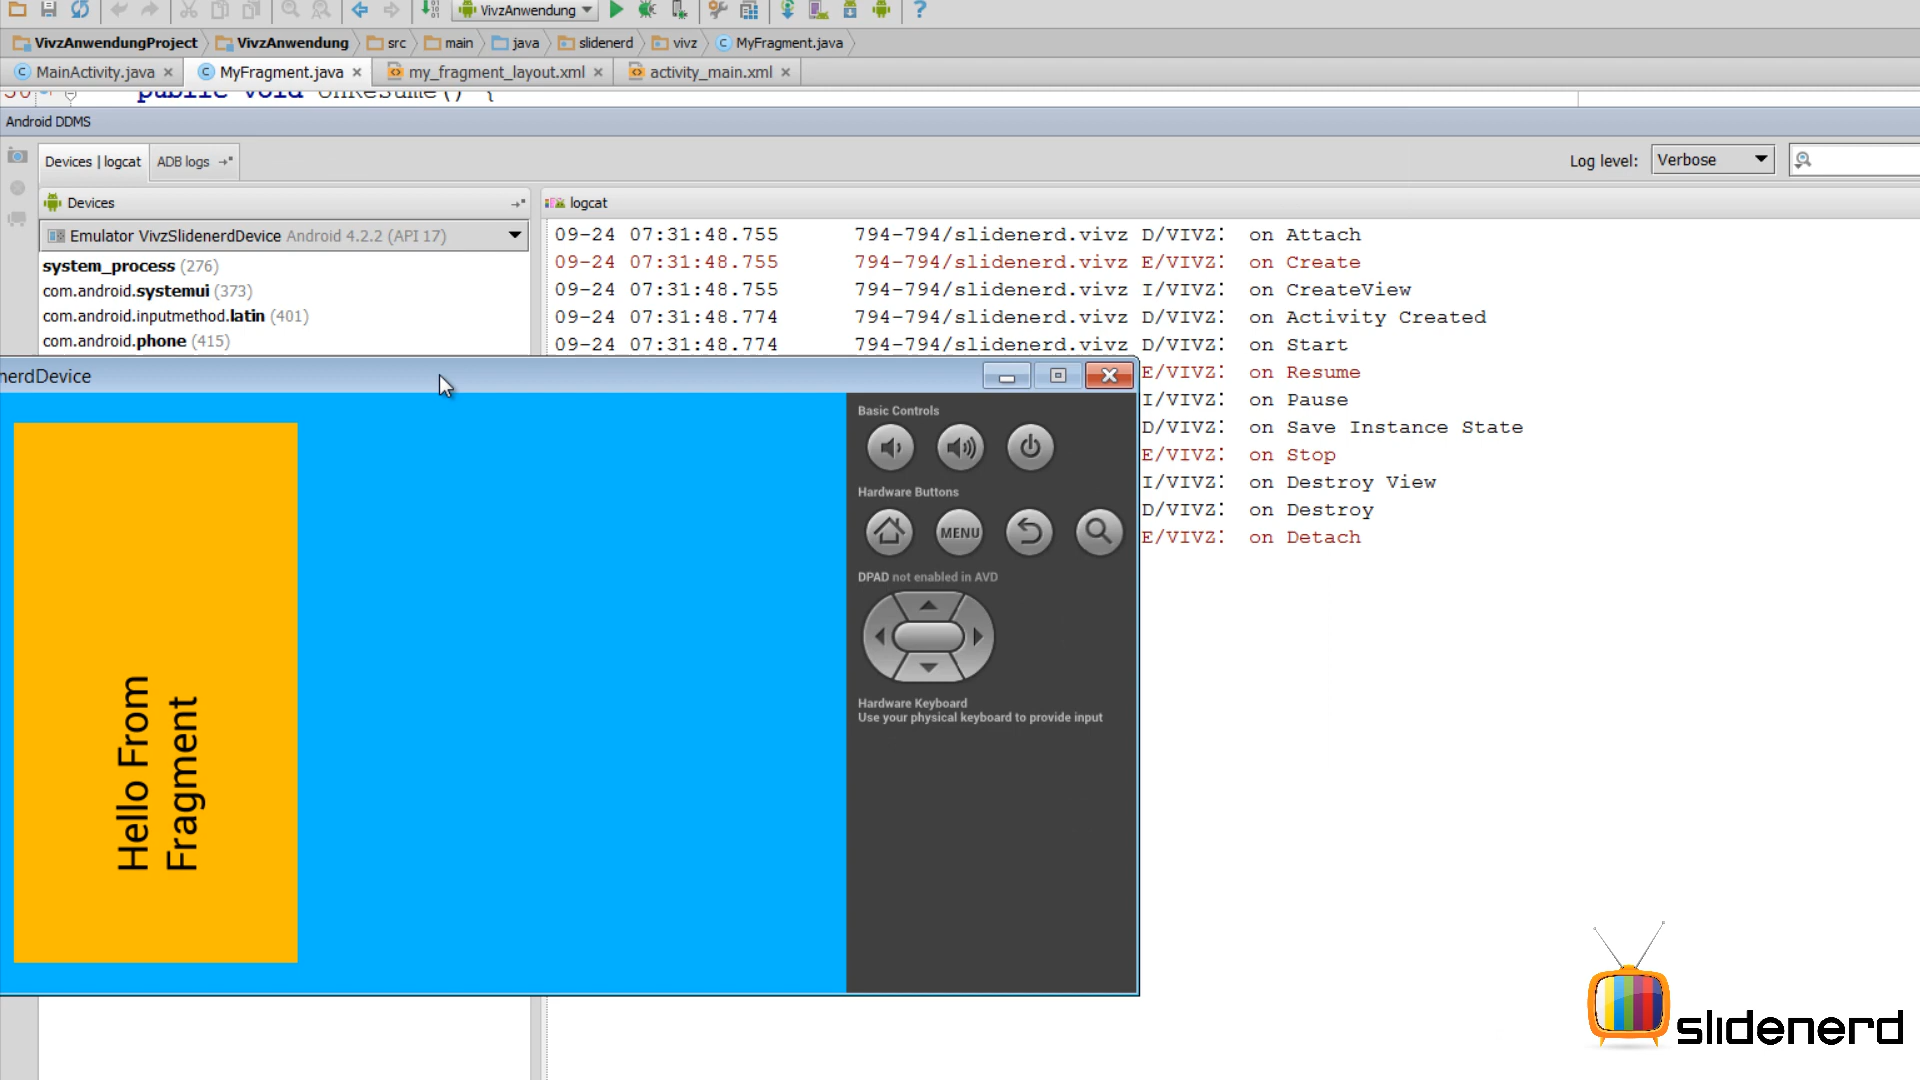 VivzAnwendung
VivzAnwendungProject VivzAnwendung src main java slidenerd vivz MyFragment.java
MainActivity.java MyFragment.java my_fragment_layout.xml activity_main.xml
public void onResume() {
Android DDMS
Devices | logcat ADB logs Log level: Verbose
Devices logcat
Emulator VivzSlidenerdDevice Android 4.2.2 (API 17)
system_process (276)
com.android.systemui (373)
com.android.inputmethod.latin (401)
com.android.phone (415)
09-24 07:31:48.755 794-794/slidenerd.vivz D/VIVZ: on Attach
09-24 07:31:48.755 794-794/slidenerd.vivz E/VIVZ: on Create
09-24 07:31:48.755 794-794/slidenerd.vivz I/VIVZ: on CreateView
09-24 07:31:48.774 794-794/slidenerd.vivz D/VIVZ: on Activity Created
09-24 07:31:48.774 794-794/slidenerd.vivz D/VIVZ: on Start
E/VIVZ: on Resume
I/VIVZ: on Pause
D/VIVZ: on Save Instance State
E/VIVZ: on Stop
I/VIVZ: on Destroy View
D/VIVZ: on Destroy
E/VIVZ: on Detach
nerdDevice
Hello From
Fragment
Basic Controls
Hardware Buttons
MENU
DPAD not enabled in AVD
Hardware Keyboard
Use your physical keyboard to provide input
slidenerd